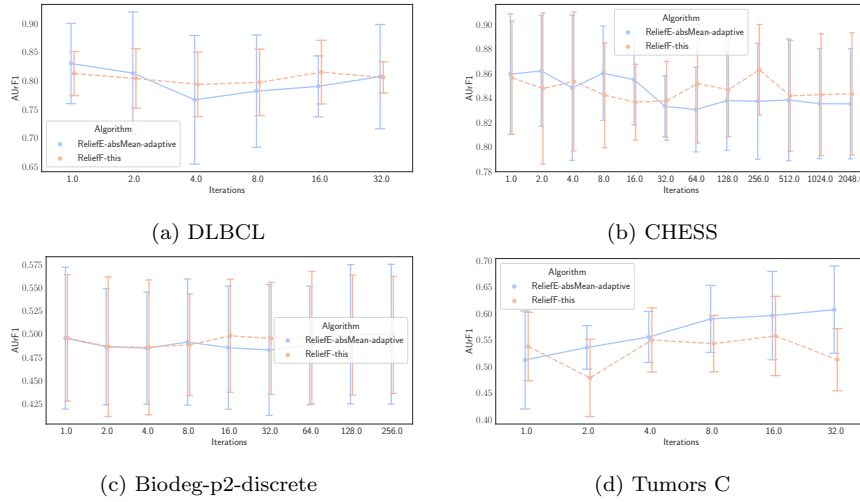 0.90
0.85
0.80
0.75
0.70
0.65
AUrF1
Algorithm
ReliefE-absMean-adaptive
ReliefF-this
1.0 2.0 4.0 8.0 16.0 32.0
Iterations
(a) DLBCL
0.90
0.88
0.86
0.84
0.82
0.80
0.78
AUrF1
Algorithm
ReliefE-absMean-adaptive
ReliefF-this
1.0 2.0 4.0 8.0 16.0 32.0 64.0 128.0 256.0 512.0 1024.0 2048.0
Iterations
(b) CHESS
0.575
0.550
0.525
0.500
0.475
0.450
0.425
AUrF1
Algorithm
ReliefE-absMean-adaptive
ReliefF-this
1.0 2.0 4.0 8.0 16.0 32.0 64.0 128.0 256.0
Iterations
(c) Biodeg-p2-discrete
0.70
0.65
0.60
0.55
0.50
0.45
0.40
AUrF1
Algorithm
ReliefE-absMean-adaptive
ReliefF-this
1.0 2.0 4.0 8.0 16.0 32.0
Iterations
(d) Tumors C